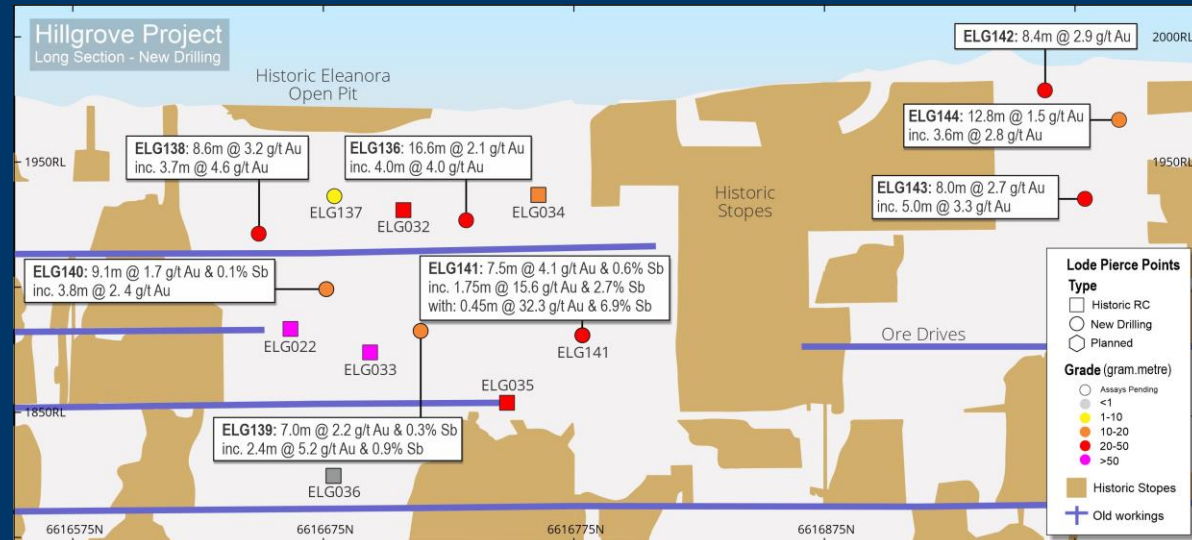 Hillgrove Project
Long Section - New Drilling
ELG142: 8.4m @ 2.9 g/t Au
2000RL
Historic Eleanora
Open Pit
ELG144: 12.8m @ 1.5 g/t Au
inc. 3.6m @ 2.8 g/t Au
1950RL
ELG138: 8.6m @ 3.2 g/t Au
inc. 3.7m @ 4.6 g/t Au
ELG136: 16.6m @ 2.1 g/t Au
inc. 4.0m @ 4.0 g/t Au
1950RL
ELG137
ELG032
ELG034
Historic
Stopes
ELG143: 8.0m @ 2.7 g/t Au
inc. 5.0m @ 3.3 g/t Au
ELG140: 9.1m @ 1.7 g/t Au & 0.1% Sb
inc. 3.8m @ 2. 4 g/t Au
ELG141: 7.5m @ 4.1 g/t Au & 0.6% Sb
inc. 1.75m @ 15.6 g/t Au & 2.7% Sb
with: 0.45m @ 32.3 g/t Au & 6.9% Sb
ELG022
ELG033
ELG141
Ore Drives
ELG035
1850RL
ELG139: 7.0m @ 2.2 g/t Au & 0.3% Sb
inc. 2.4m @ 5.2 g/t Au & 0.9% Sb
ELG036
6616575N
6616675N
6616775N
6616875N
Lode Pierce Points
Type
Historic RC
New Drilling
Planned
Grade (gram.metre)
Assays Pending
<1
1-10
10-20
20-50
>50
Historic Stopes
Old workings